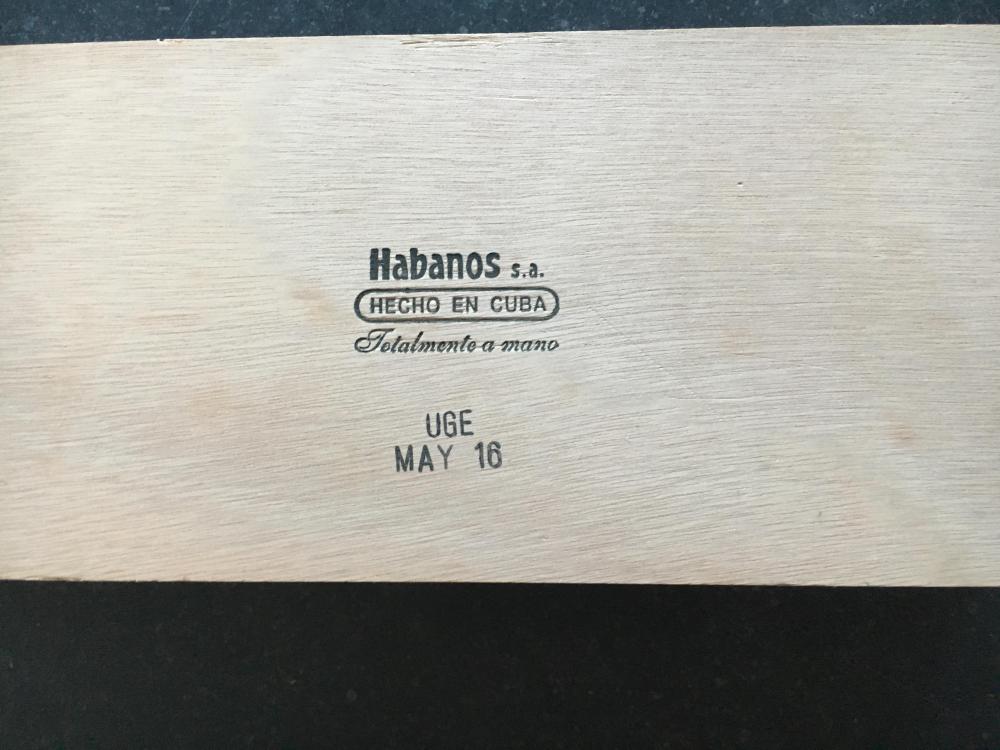 Habanos s.a.
HECHO EN CUBA
Totalmente a mano
UGE
MAY 16